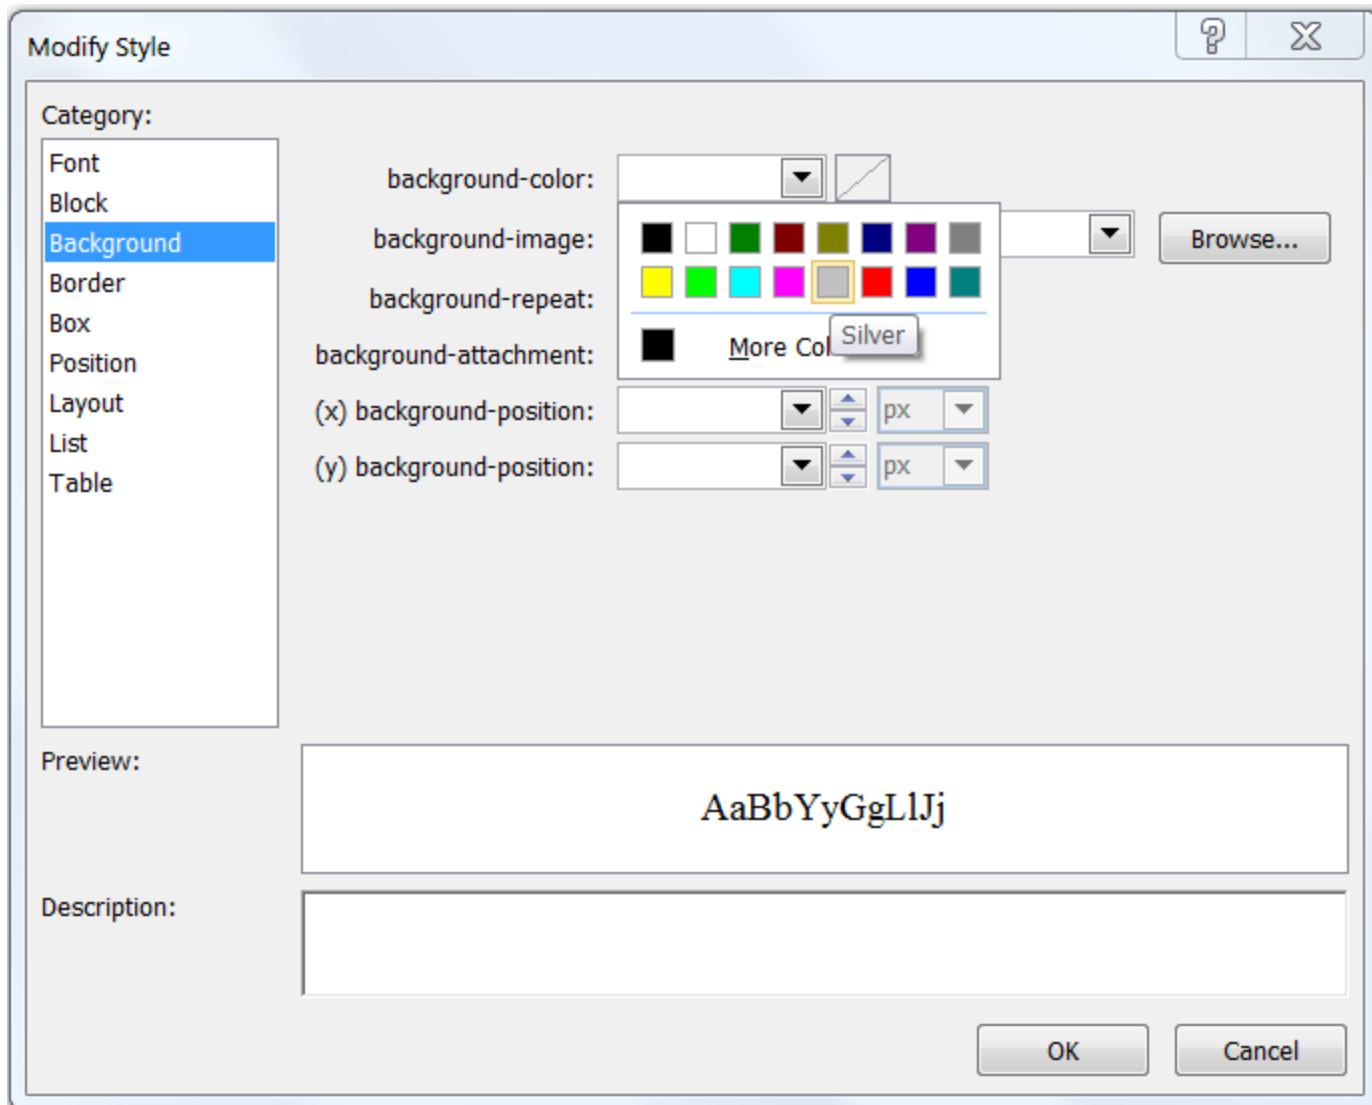 Modify Style
Category:
Font
Block
Background
Border
Box
Position
Layout
List
Table
background-color:
background-image:
Browse...
background-repeat:
Silver
background-attachment:
More
(x) background-position:
px
(y) background-position:
px
Preview:
AaBbYyGgLlJj
Description:
OK
Cancel